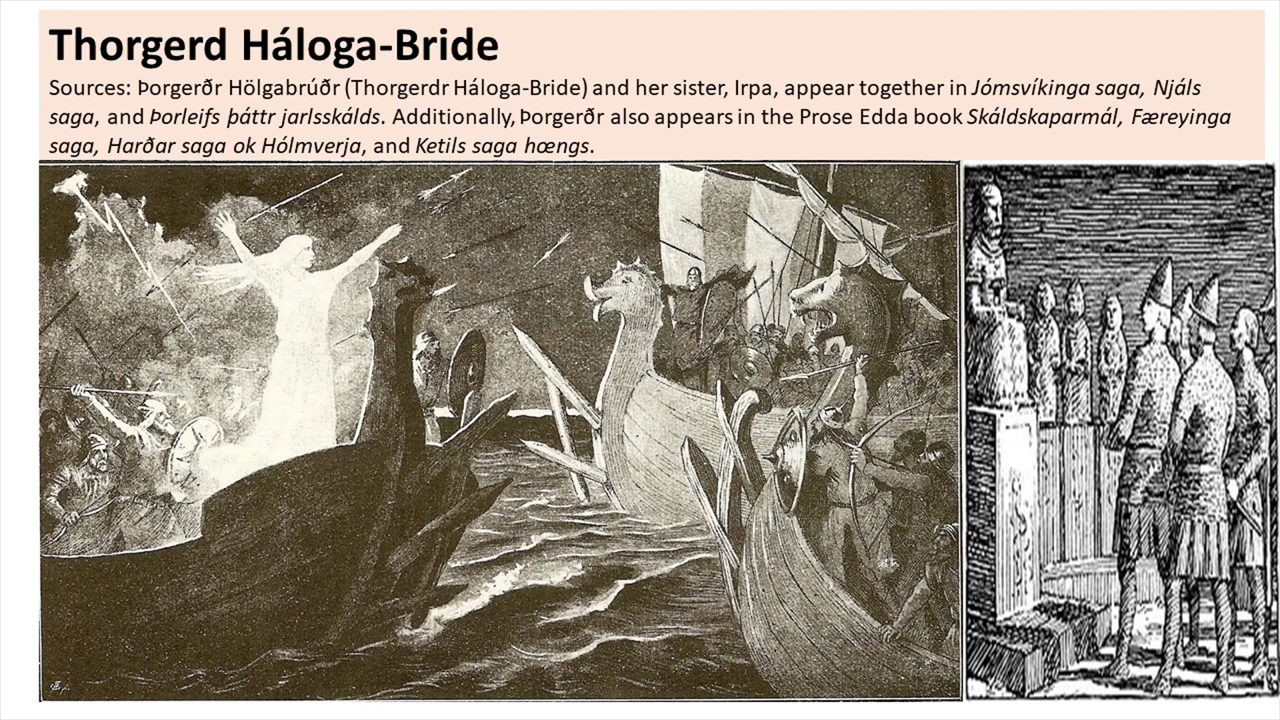 Thorgerd Háloga-Bride
Sources: Þorgerðr Hölgabrúðr (Thorgerdr Háloga-Bride) and her sister, Irpa, appear together in Jómsvíkinga saga, Njáls
saga, and Þorleifs þáttr jarlsskálds. Additionally, Þorgerðr also appears in the Prose Edda book Skáldskaparmál, Færeyinga
saga, Harðar saga ok Hólmverja, and Ketils saga hœngs.